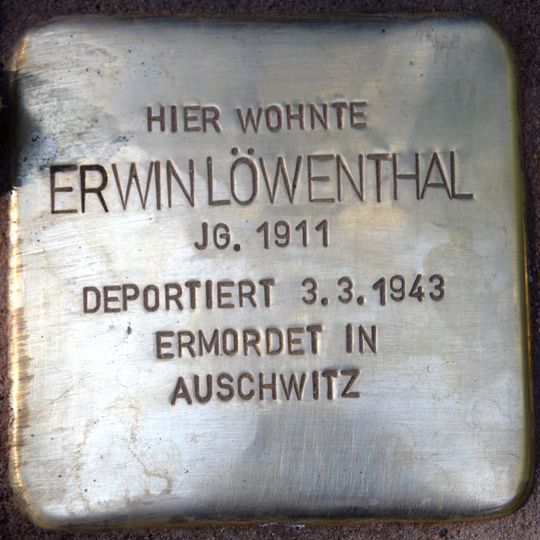 HIER WOHNTE
ERWIN LÖWENTHAL
JG. 1911
DEPORTIERT 3.3.1943
ERMORDET IN
AUSCHWITZ